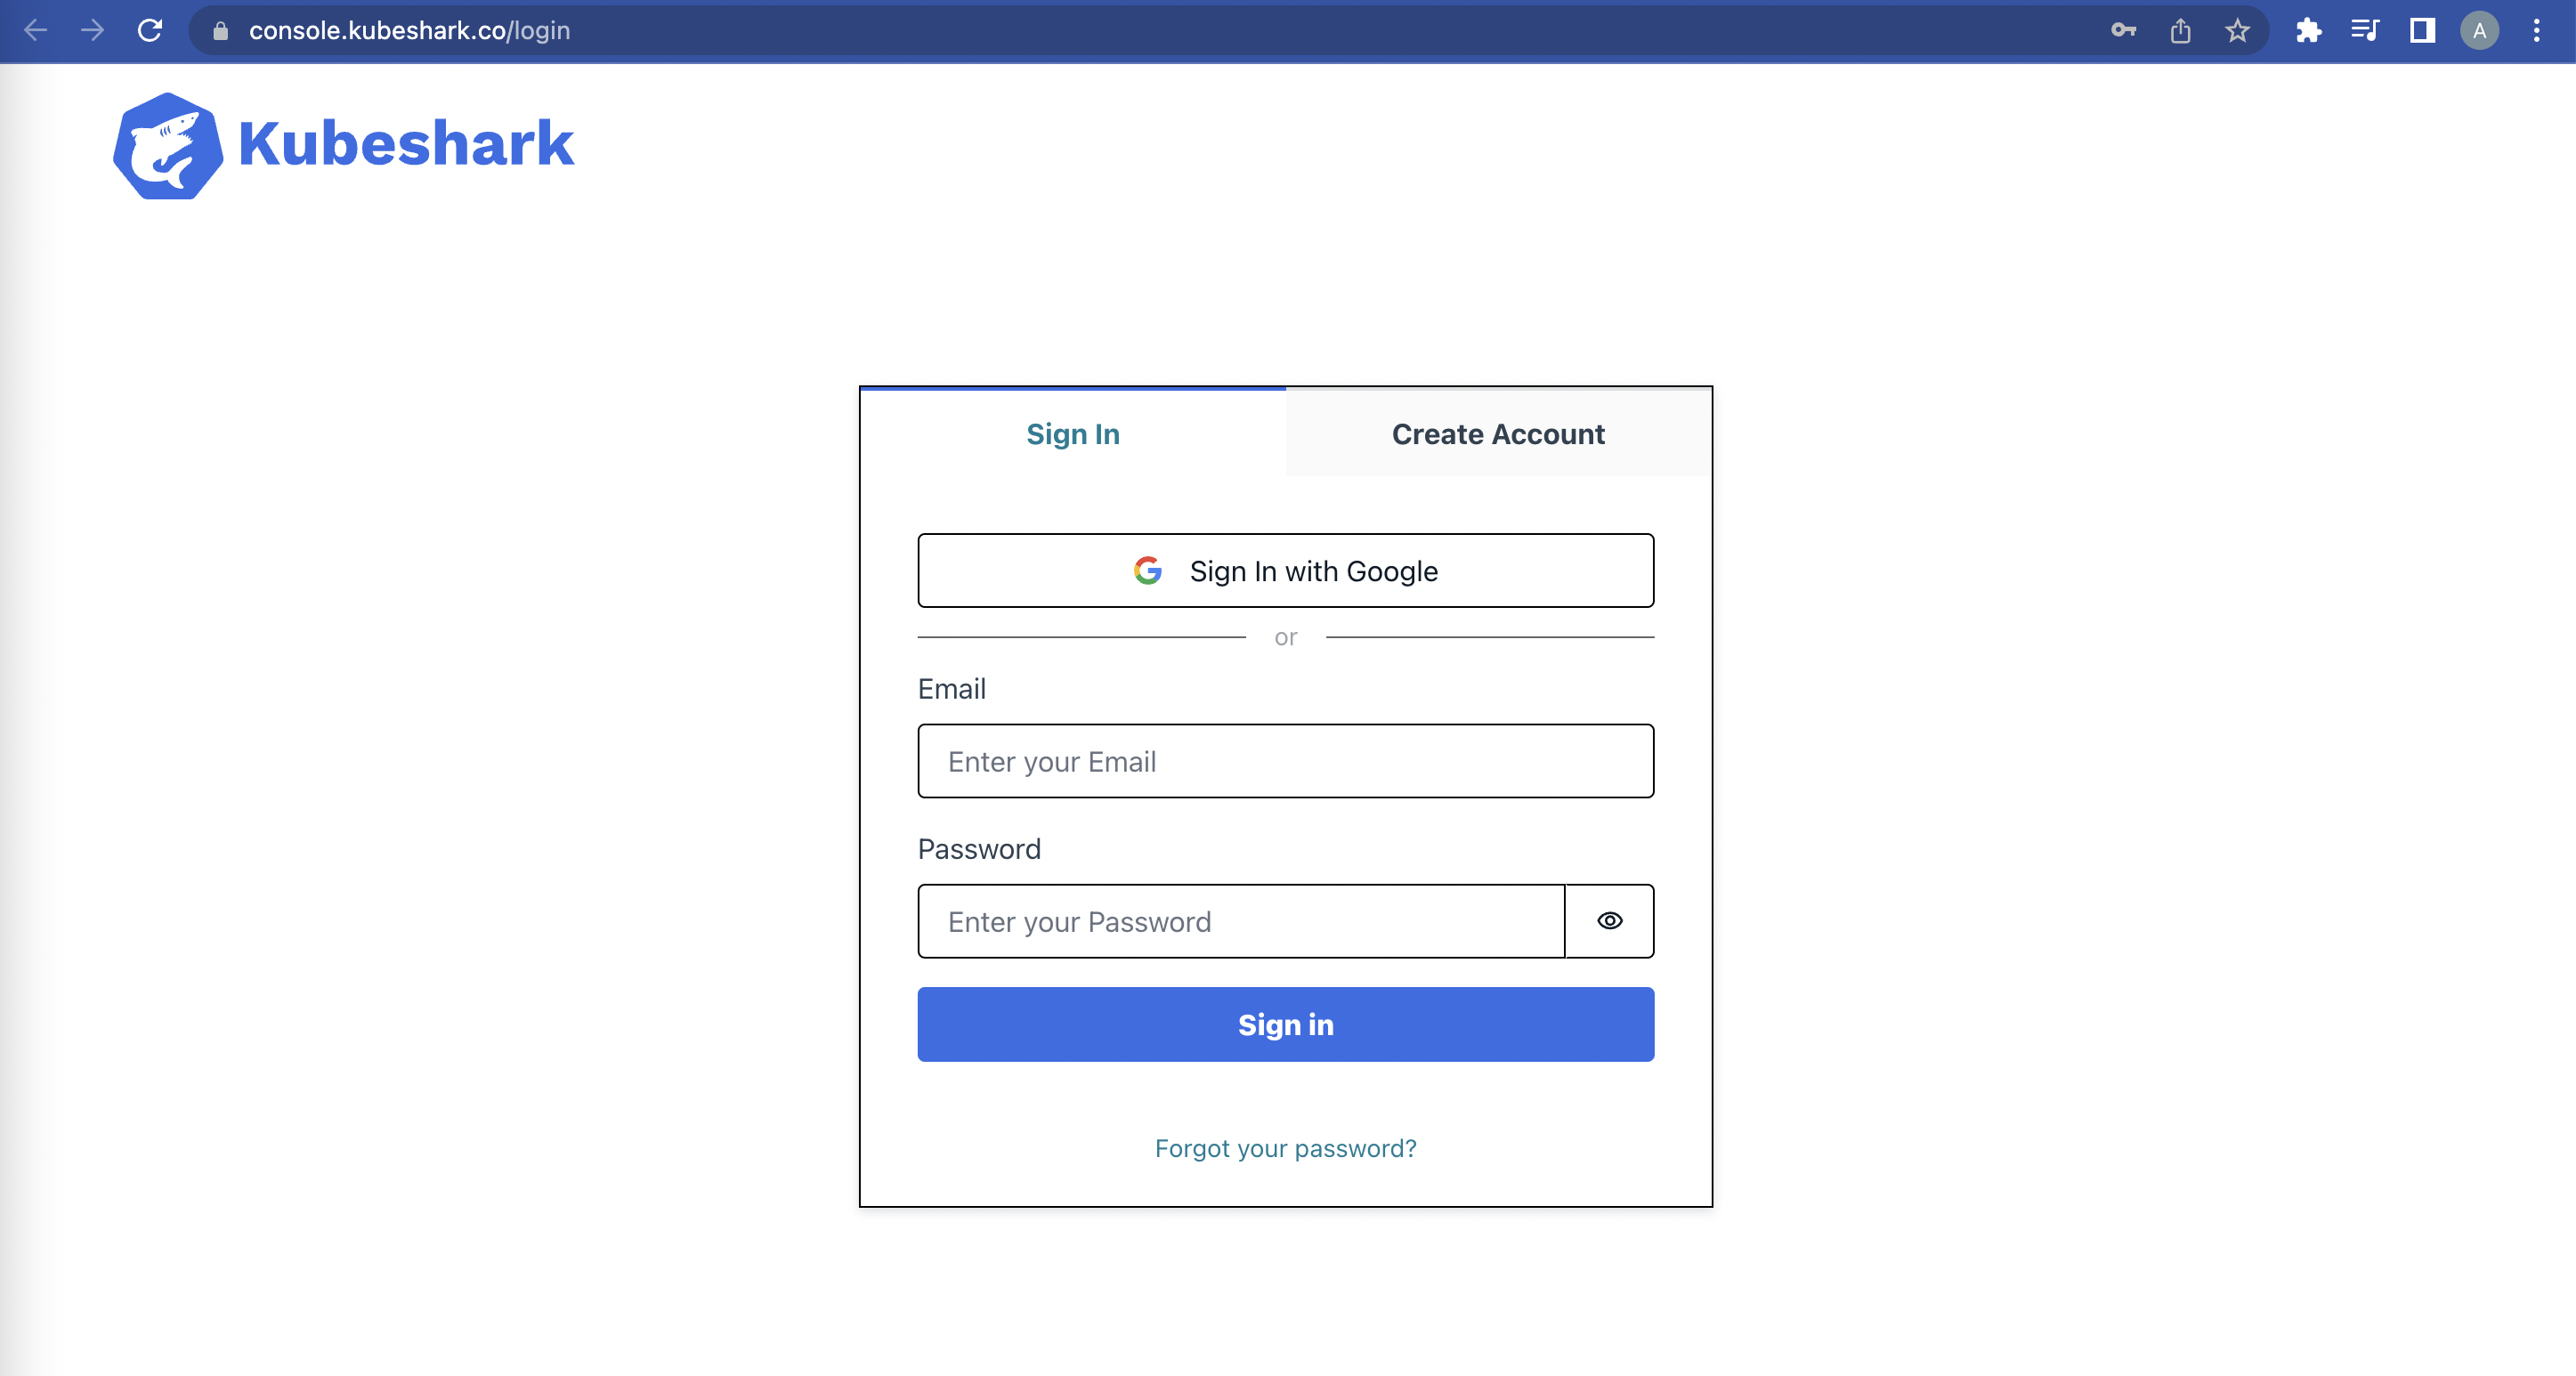 console.kubeshark.co/login
A
Kubeshark
Sign In
Create Account
Sign In with Google
or
Email
Enter your Email
Password
Enter your Password
Sign in
Forgot your password?